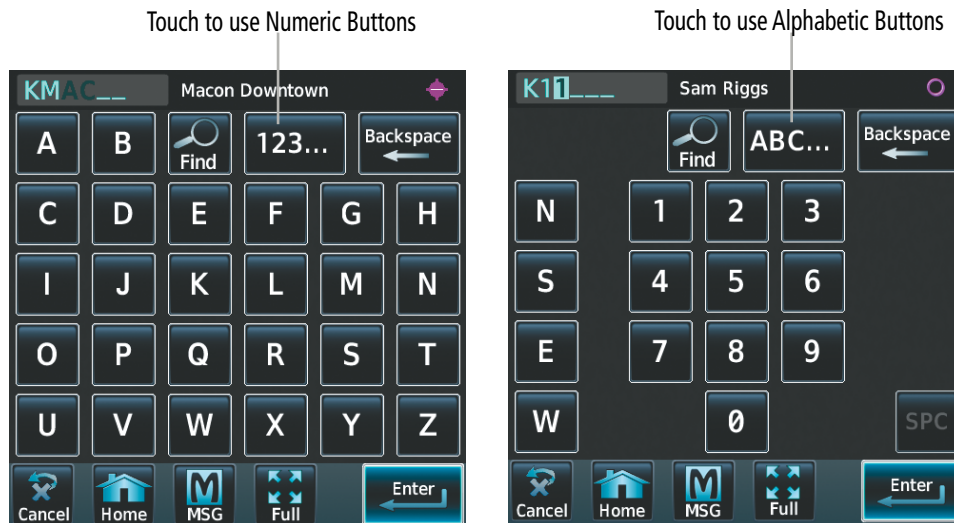 Touch to use Numeric Buttons
KMAC__ Macon Downtown
A B Find 123... Backspace
C D E F G H
I J K L M N
O P Q R S T
U V W X Y Z
Cancel Home MSG Full Enter
Touch to use Alphabetic Buttons
K11___ Sam Riggs
Find ABC... Backspace
N 1 2 3
S 4 5 6
E 7 8 9
W 0 SPC
Cancel Home MSG Full Enter